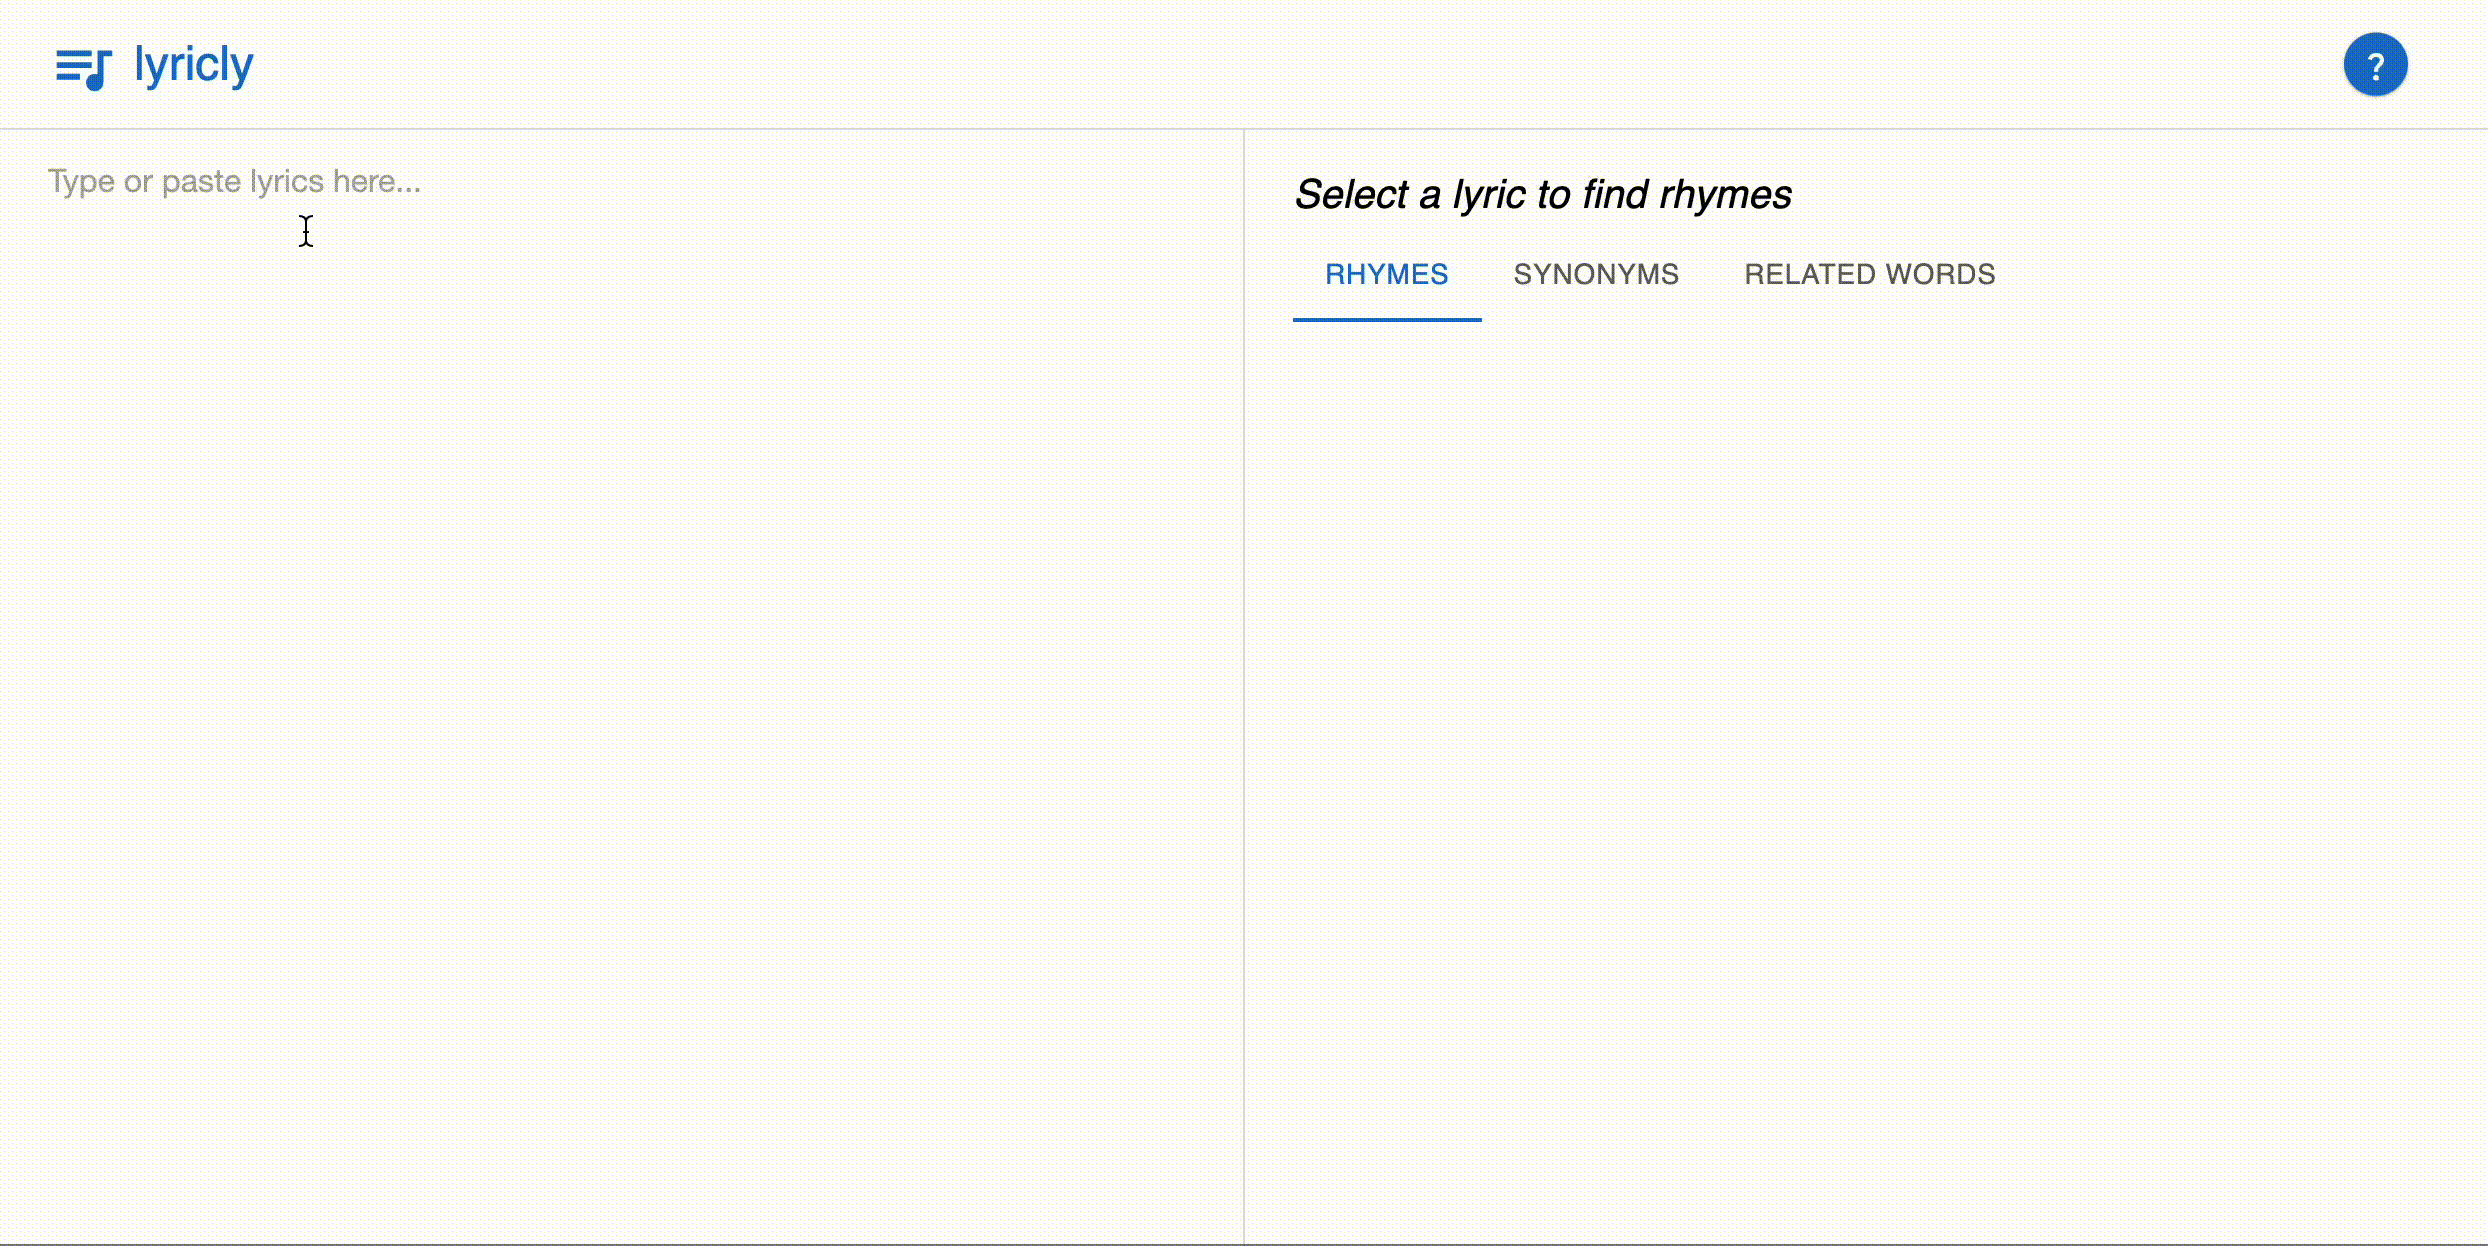 lyricly
?
Type or paste lyrics here...
Select a lyric to find rhymes
RHYMES SYNONYMS RELATED WORDS